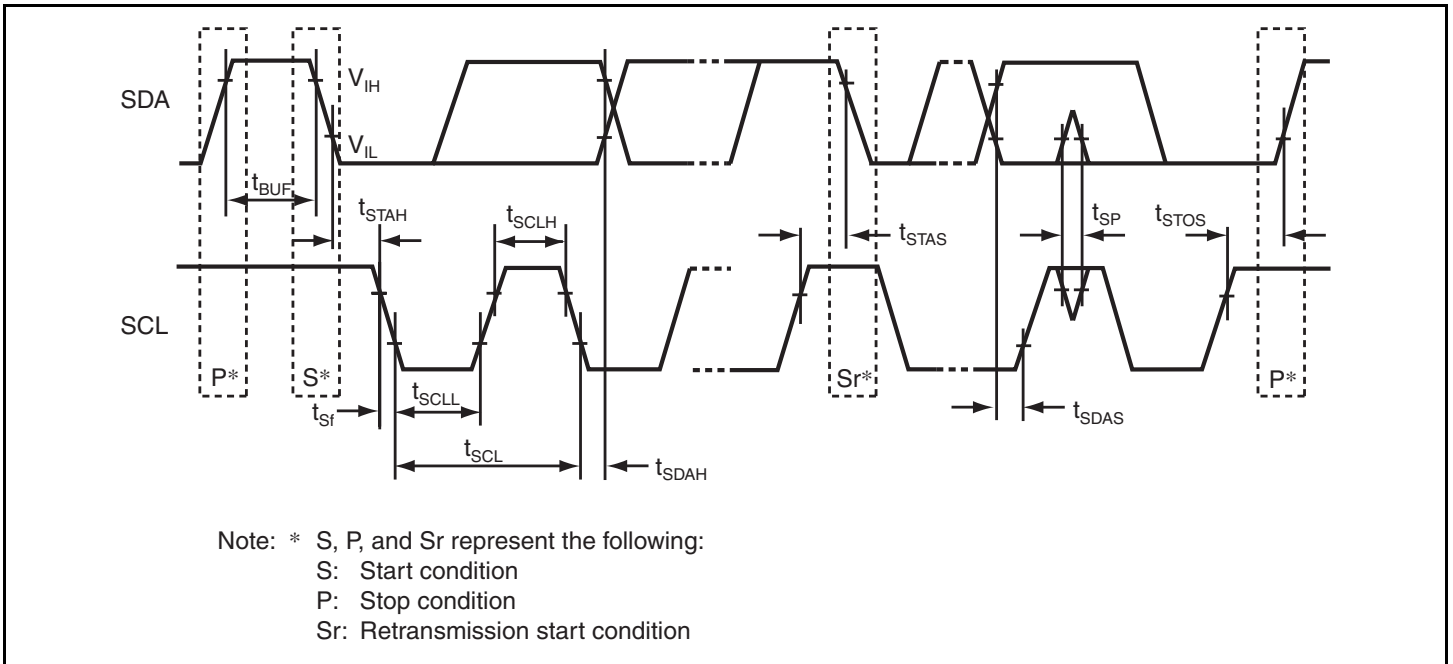 SDA
V_IH
V_IL
t_BUF
t_STAH
t_SCLH
t_STAS
t_SP
t_STOS
SCL
P*
S*
Sr*
P*
t_Sf
t_SCLL
t_SDAS
t_SCL
t_SDAH
Note: * S, P, and Sr represent the following:
S: Start condition
P: Stop condition
Sr: Retransmission start condition